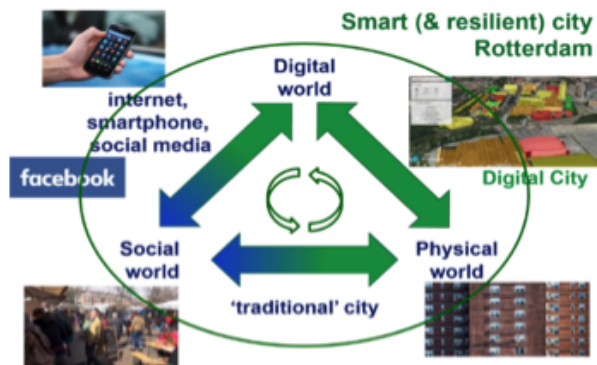 Smart (& resilient) city
Rotterdam
Digital
world
internet,
smartphone,
social media
facebook
Digital City
Social
world
Physical
world
‘traditional’ city